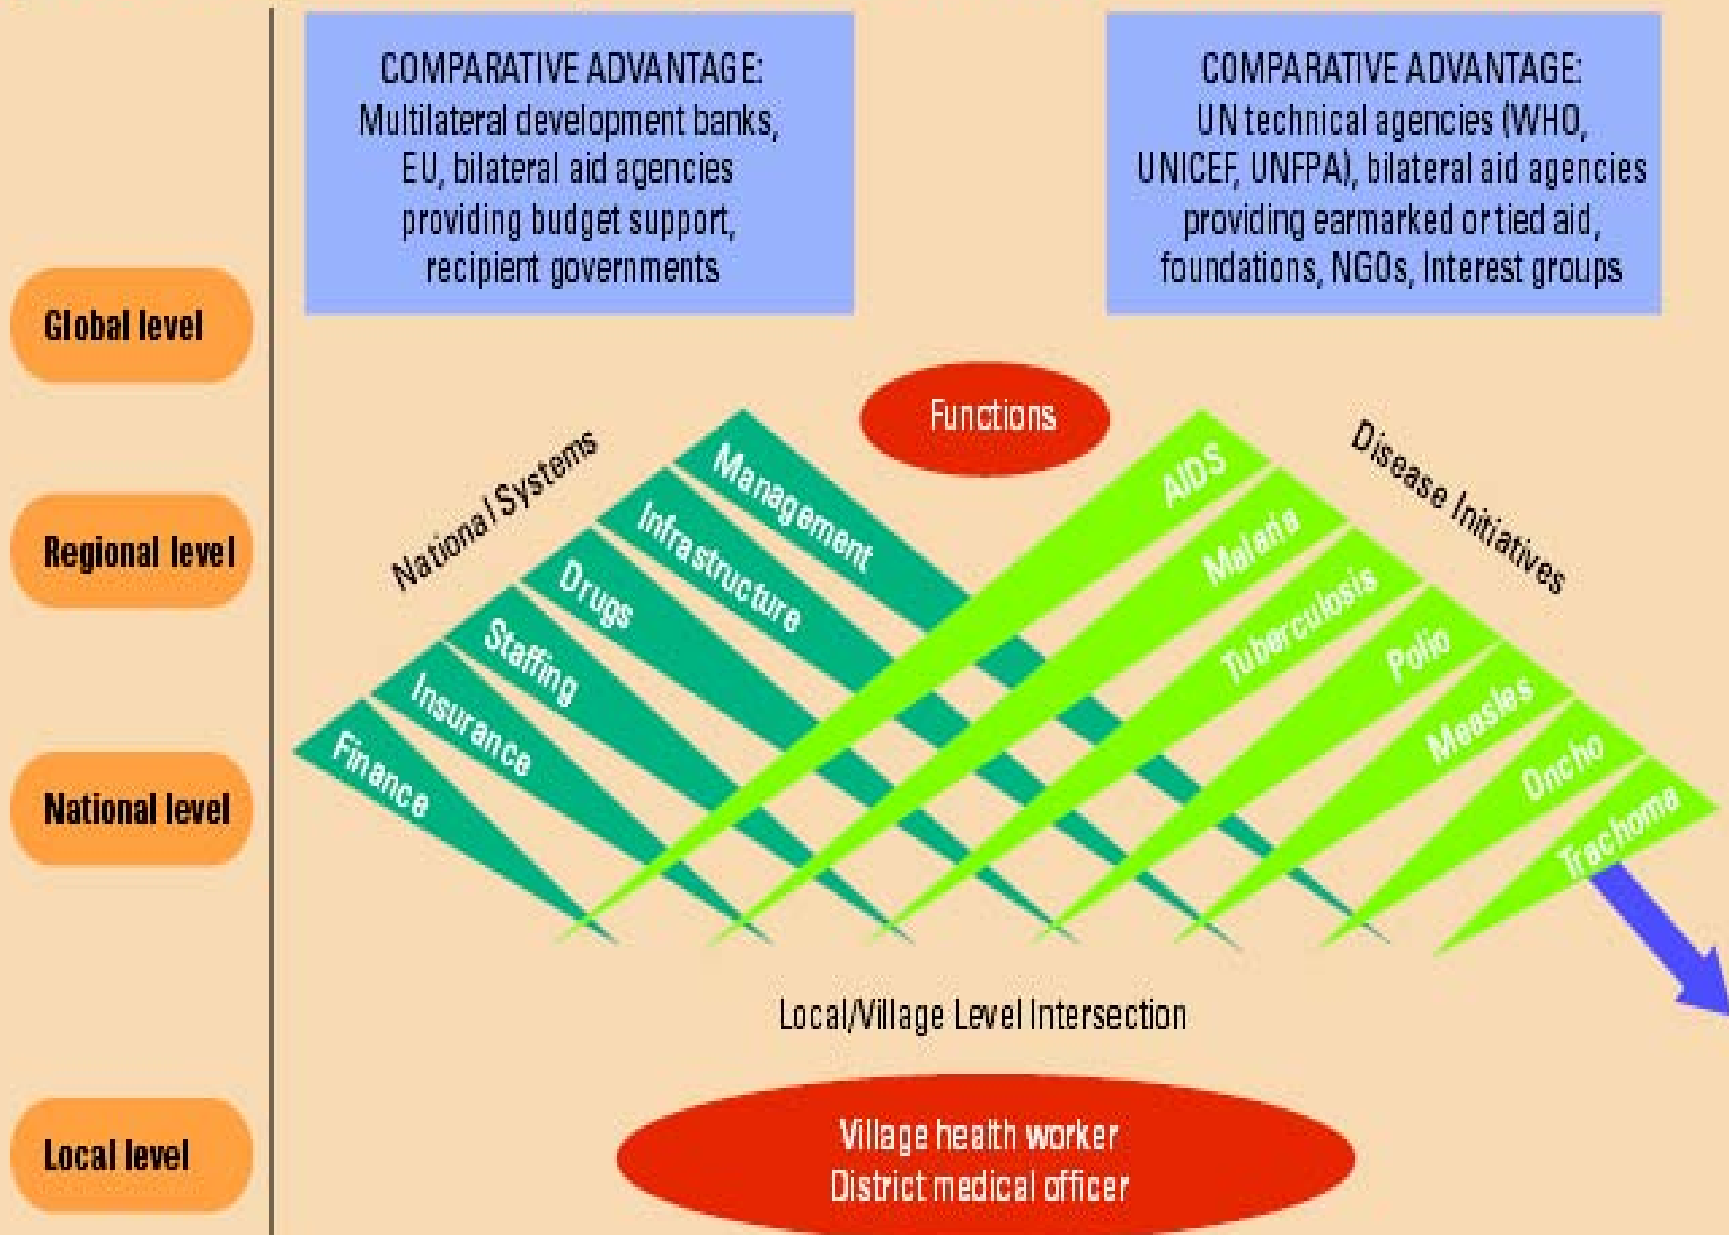 COMPARATIVE ADVANTAGE:
Multilateral development banks,
EU, bilateral aid agencies
providing budget support,
recipient governments
COMPARATIVE ADVANTAGE:
UN technical agencies (WHO,
UNICEF, UNFPA), bilateral aid agencies
providing earmarked or tied aid,
foundations, NGOs, Interest groups
Global level
Regional level
National level
Local level
Functions
National Systems
Disease Initiatives
Management
Infrastructure
Drugs
Staffing
Insurance
Finance
AIDS
Malaria
Tuberculosis
Polio
Measles
Oncho
Trachoma
Local/Village Level Intersection
Village health worker
District medical officer